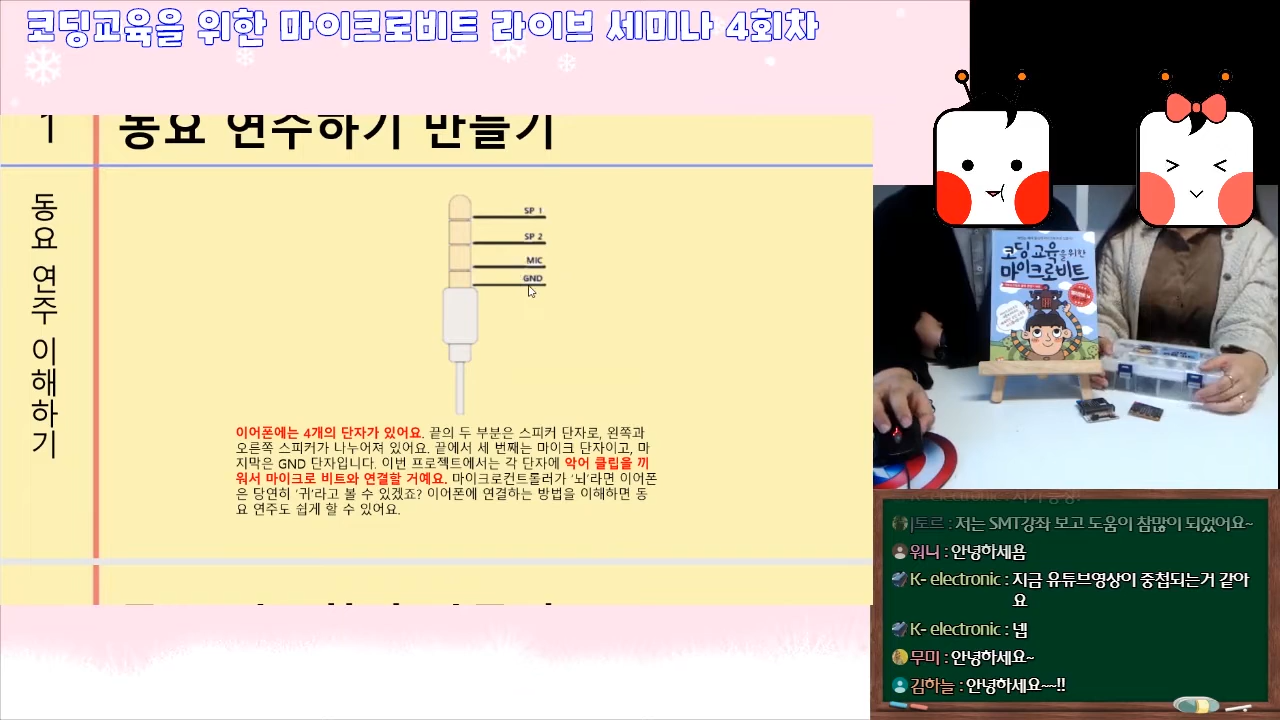 코딩교육을 위한 마이크로비트 라이브 세미나 4회차
1
동요 연주하기 만들기
동요 연주 이해하기
SP 1
SP 2
MIC
GND
이어폰에는 4개의 단자가 있어요. 끝의 두 부분은 스피커 단자로, 왼쪽과
오른쪽 스피커가 나누어져 있어요. 끝에서 세 번째는 마이크 단자이고, 마
지막은 GND 단자입니다. 이번 프로젝트에서는 각 단자에 악어 클립을 끼
워서 마이크로 비트와 연결할 거예요. 마이크로컨트롤러가 '뇌'라면 이어폰
은 당연히 '귀'라고 볼 수 있겠죠? 이어폰에 연결하는 방법을 이해하면 동
요 연주도 쉽게 할 수 있어요.
코딩교육을 위한
마이크로비트
K- electronic :
토르 : 저는 SMT강좌 보고 도움이 참많이 되었어요~
워니 : 안녕하세욤
K- electronic : 지금 유튜브영상이 중첩되는거 같아
요
K- electronic : 넵
무미 : 안녕하세요~
김하늘 : 안녕하세요~~!!